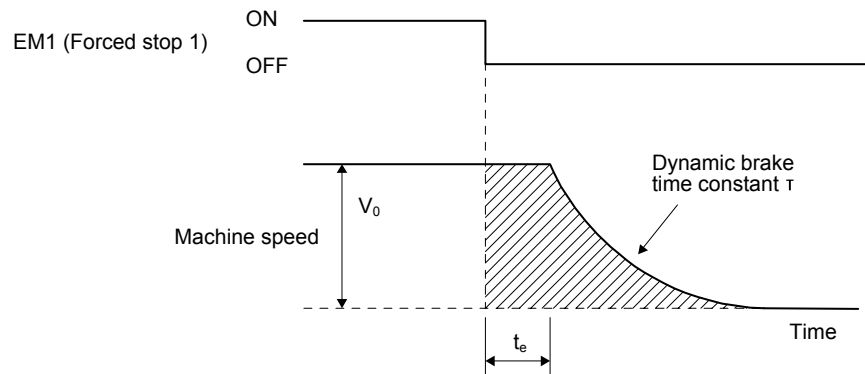 ON
EM1 (Forced stop 1)
OFF
Dynamic brake
time constant τ
V₀
Machine speed
Time
tₑ